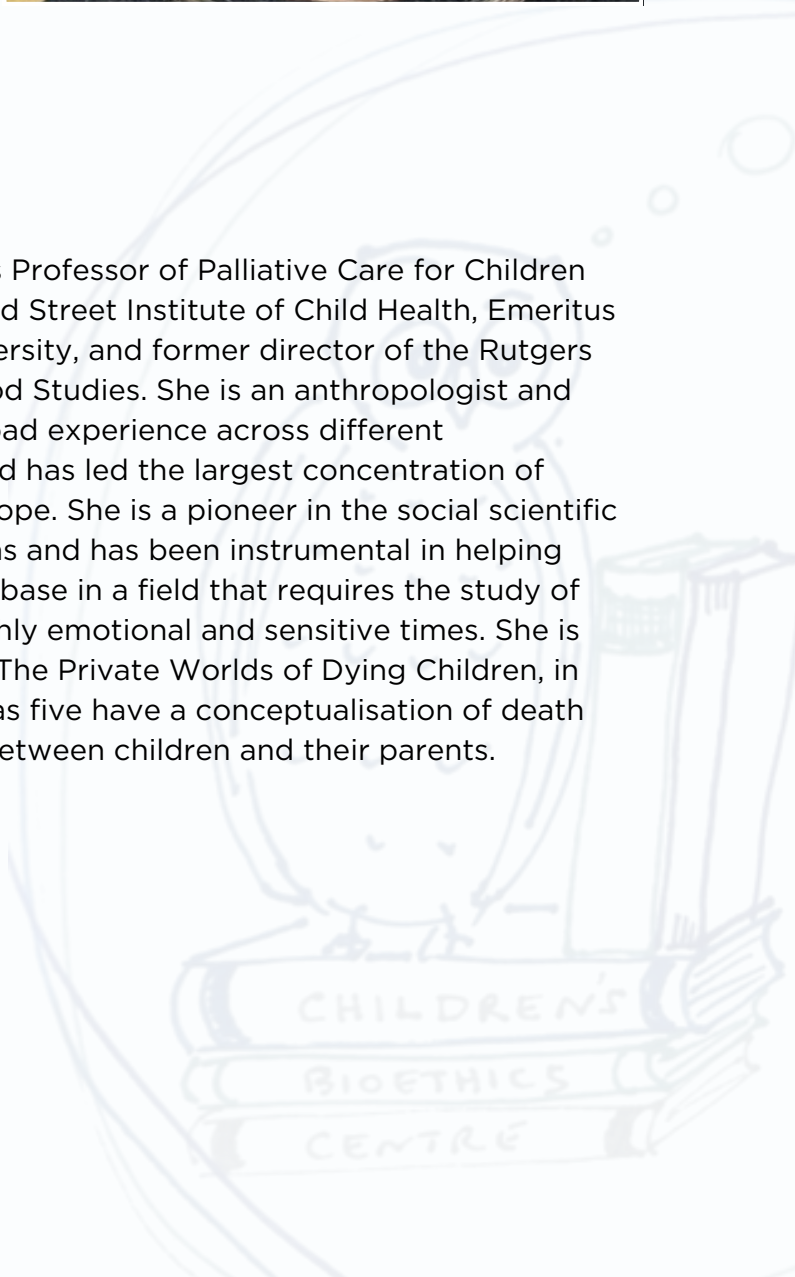 s Professor of Palliative Care for Children
d Street Institute of Child Health, Emeritus
ersity, and former director of the Rutgers
od Studies. She is an anthropologist and
oad experience across different
d has led the largest concentration of
ope. She is a pioneer in the social scientific
ns and has been instrumental in helping
base in a field that requires the study of
hly emotional and sensitive times. She is
The Private Worlds of Dying Children, in
as five have a conceptualisation of death
etween children and their parents.
CHILDREN'S
BIOETHICS
CENTRE